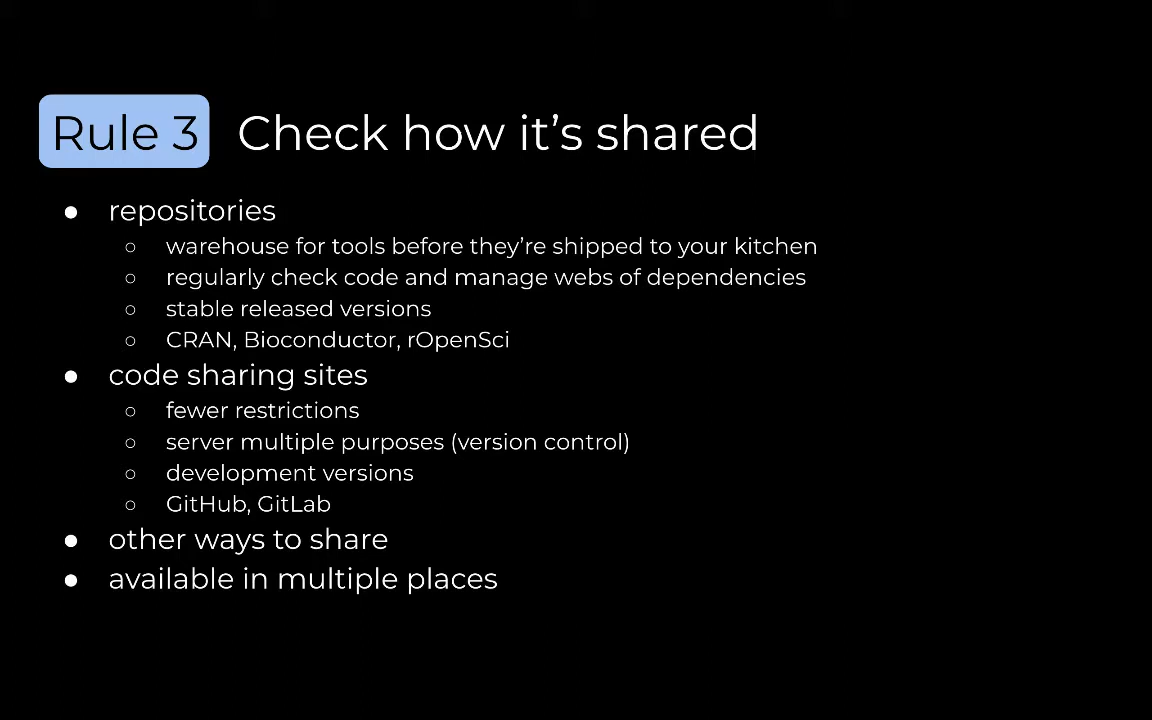 Rule 3 Check how it's shared
● repositories
○ warehouse for tools before they're shipped to your kitchen
○ regularly check code and manage webs of dependencies
○ stable released versions
○ CRAN, Bioconductor, rOpenSci
● code sharing sites
○ fewer restrictions
○ server multiple purposes (version control)
○ development versions
○ GitHub, GitLab
● other ways to share
● available in multiple places